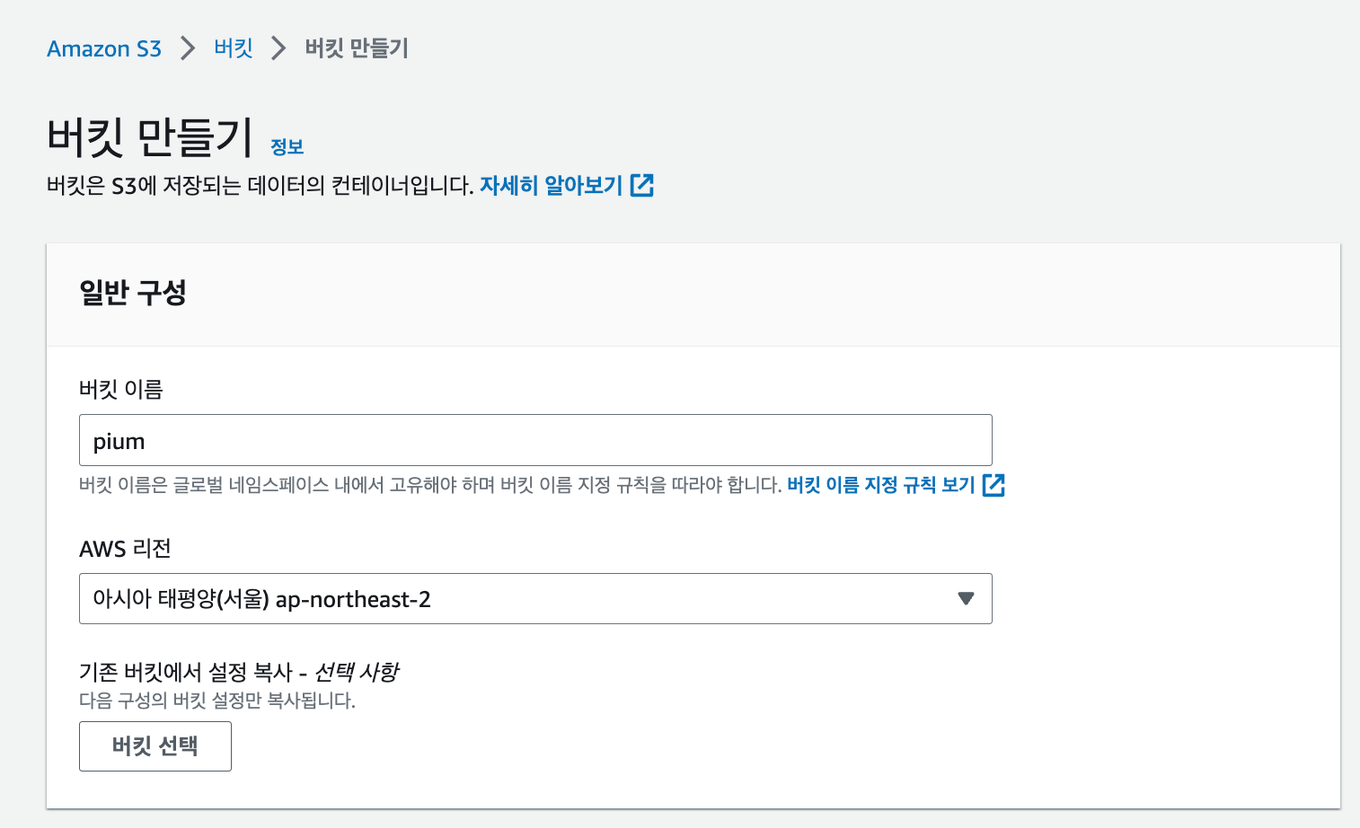 Amazon S3 > 버킷 > 버킷 만들기
버킷 만들기 정보
버킷은 S3에 저장되는 데이터의 컨테이너입니다. 자세히 알아보기
일반 구성
버킷 이름
pium
버킷 이름은 글로벌 네임스페이스 내에서 고유해야 하며 버킷 이름 지정 규칙을 따라야 합니다. 버킷 이름 지정 규칙 보기
AWS 리전
아시아 태평양(서울) ap-northeast-2
기존 버킷에서 설정 복사 - 선택 사항
다음 구성의 버킷 설정만 복사됩니다.
버킷 선택